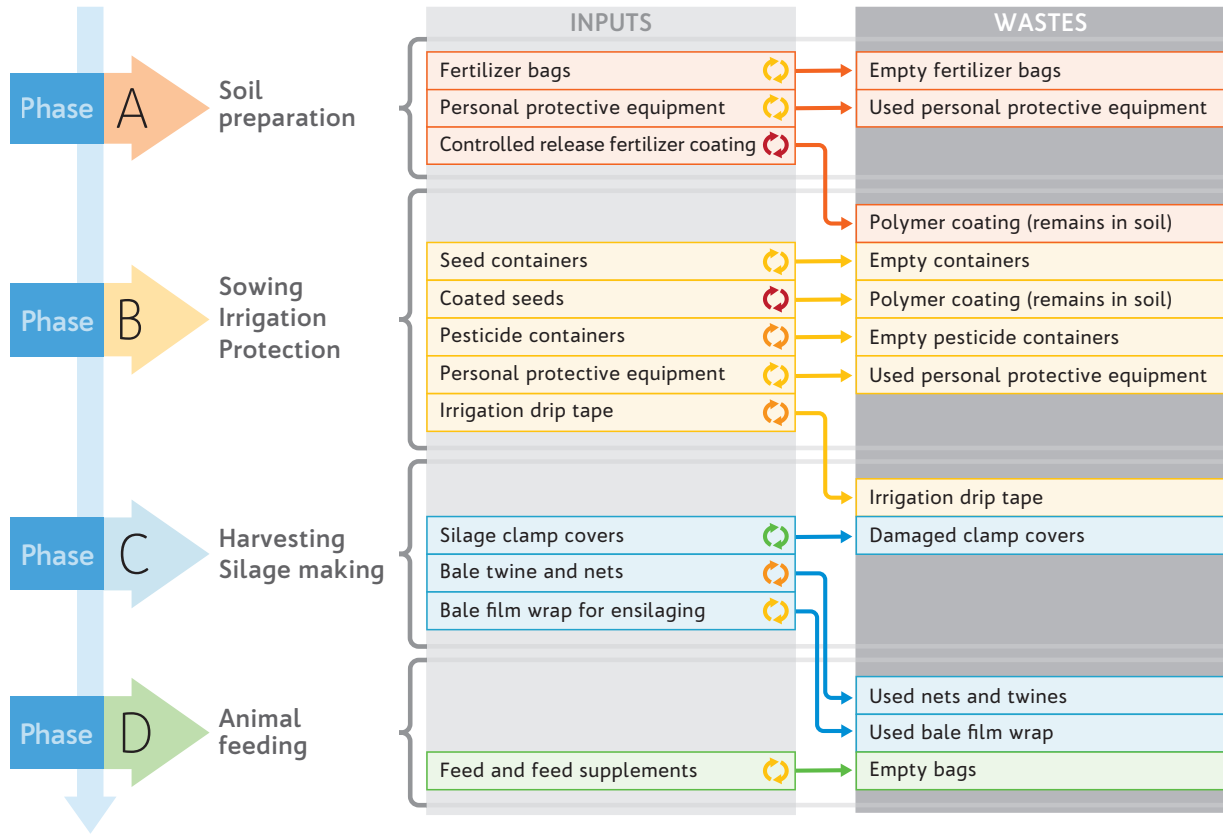 INPUTS
WASTES
Phase A
Soil
preparation
Fertilizer bags
Empty fertilizer bags
Personal protective equipment
Used personal protective equipment
Controlled release fertilizer coating
Polymer coating (remains in soil)
Phase B
Sowing
Irrigation
Protection
Seed containers
Empty containers
Coated seeds
Polymer coating (remains in soil)
Pesticide containers
Empty pesticide containers
Personal protective equipment
Used personal protective equipment
Irrigation drip tape
Irrigation drip tape
Phase C
Harvesting
Silage making
Silage clamp covers
Damaged clamp covers
Bale twine and nets
Bale film wrap for ensilaging
Used nets and twines
Used bale film wrap
Phase D
Animal
feeding
Feed and feed supplements
Empty bags